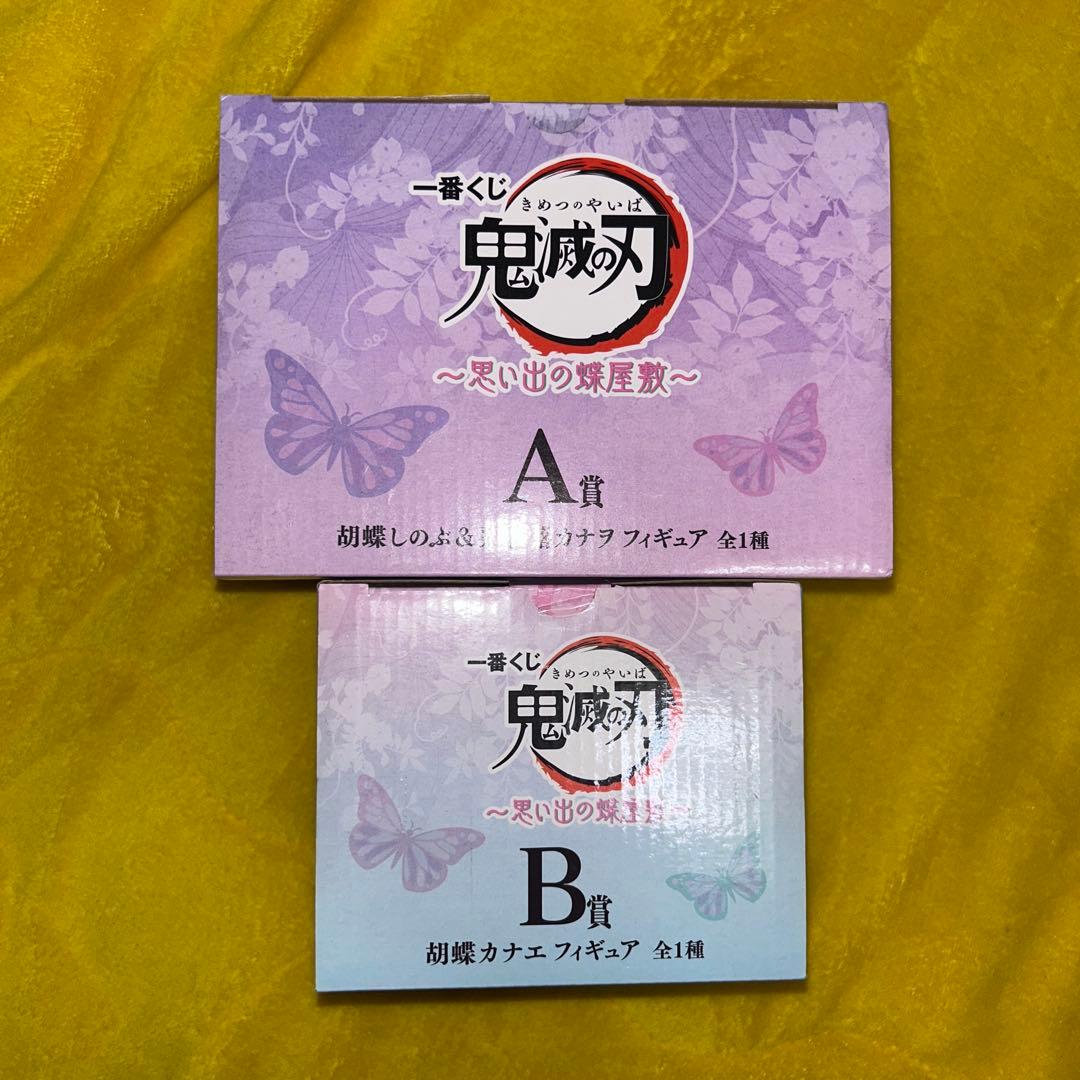 一番くじ
きめつのやいば
鬼滅の刃
～思い出の蝶屋敷～
A賞
胡蝶しのぶ＆ カナヲ フィギュア 全1種
一番くじ
きめつのやいば
鬼滅の刃
～思い出の蝶屋敷～
B賞
胡蝶カナエ フィギュア 全1種